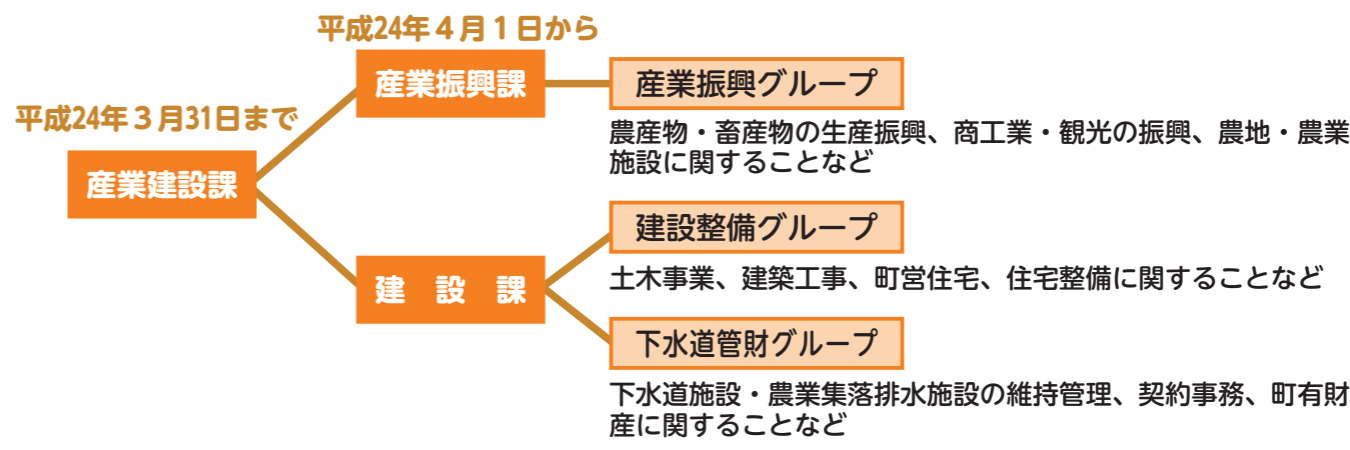 平成24年４月１日から
産業振興課
産業振興グループ
農産物・畜産物の生産振興、商工業・観光の振興、農地・農業
施設に関することなど
平成24年３月31日まで
産業建設課
建設整備グループ
土木事業、建築工事、町営住宅、住宅整備に関することなど
建　設　課
下水道管財グループ
下水道施設・農業集落排水施設の維持管理、契約事務、町有財
産に関することなど